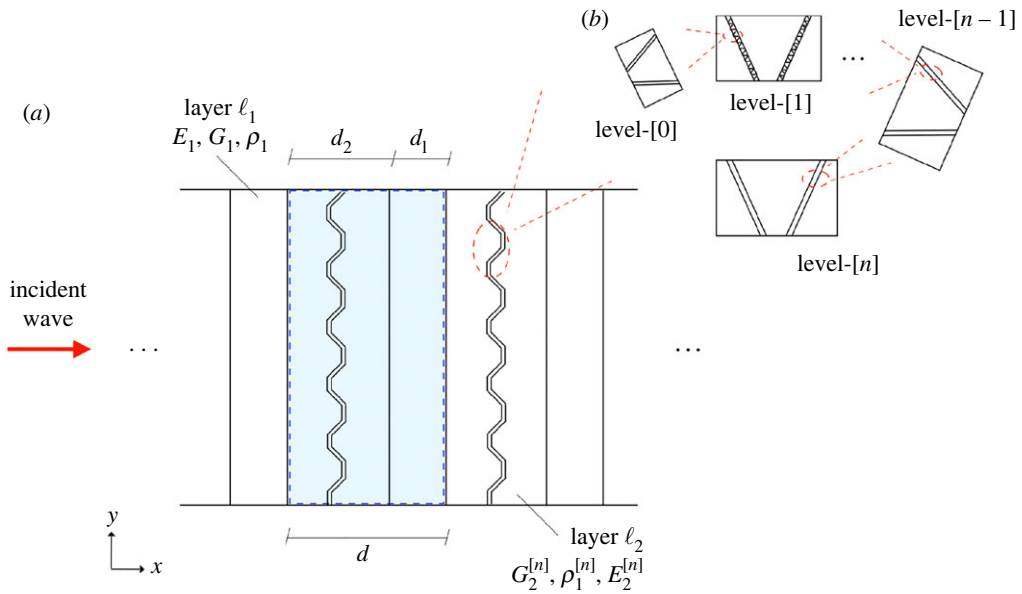 (b)
level-[n – 1]
level-[1]
...
level-[0]
level-[n]
(a)
layer ℓ₁
E₁, G₁, ρ₁
d₂
d₁
incident
wave
...
...
y
x
d
layer ℓ₂
G₂^[n], ρ₁^[n], E₂^[n]